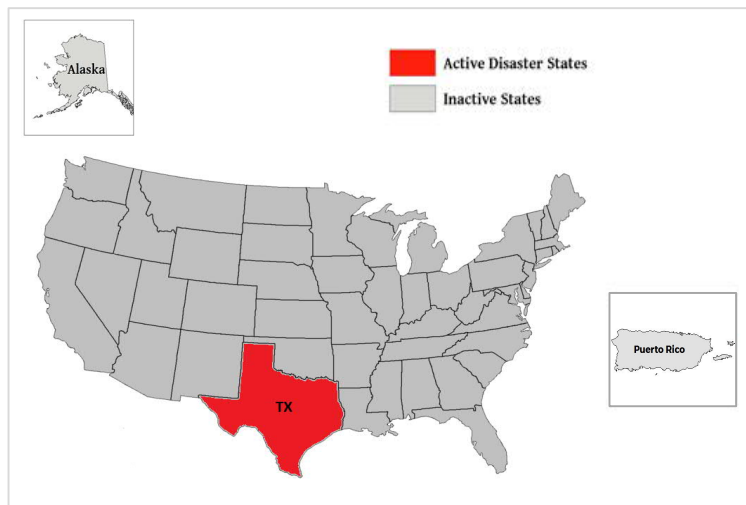 Alaska
Active Disaster States
Inactive States
Puerto Rico
TX